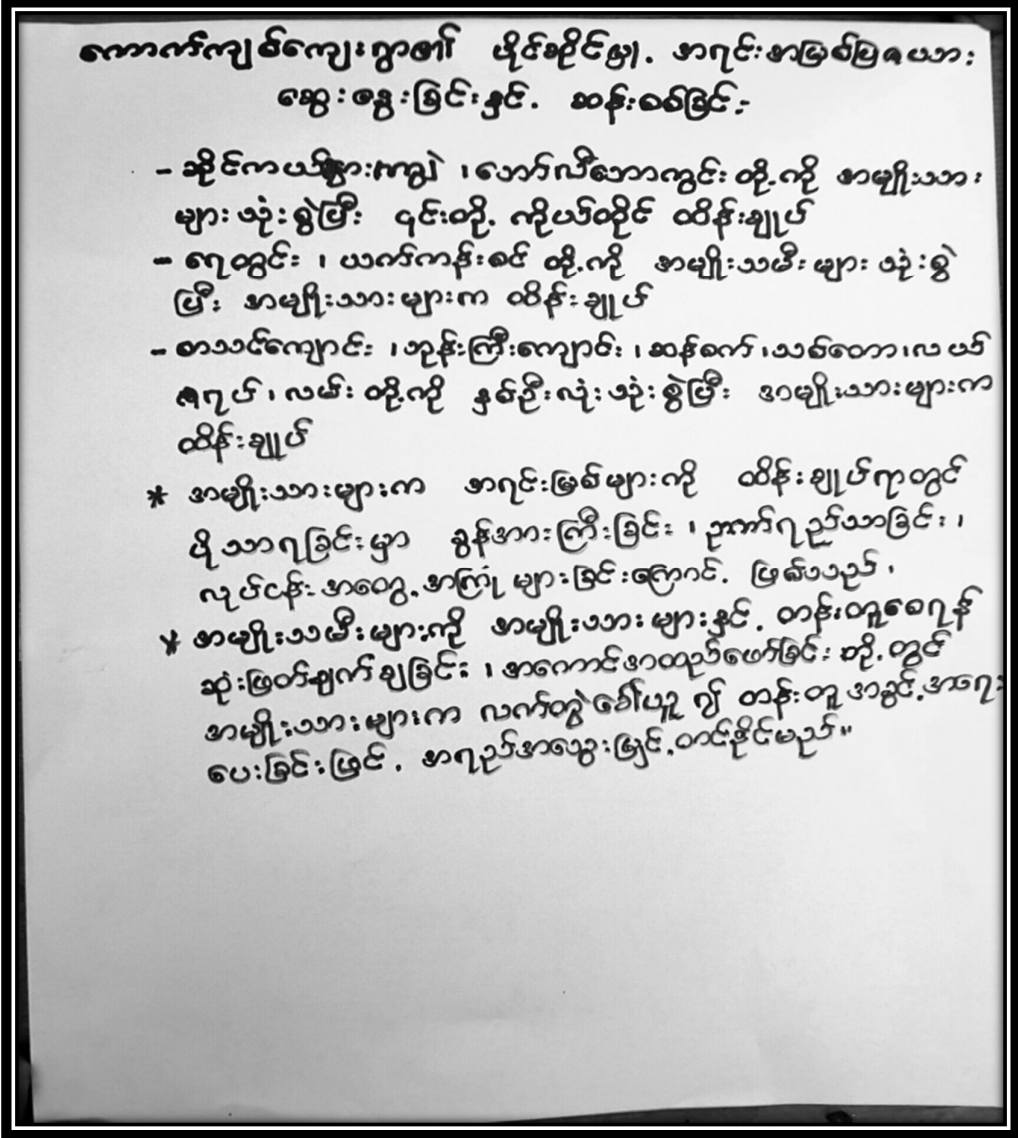 ကောက်ကျစ်ကျေးရွာ၏ ပိုင်ဆိုင်မှု့ အရင်းအမြစ်ပြဇယား
ဆွေးနွေးခြင်းနှင့် ဆန်းစစ်ခြင်း
- ဆိုင်ကယ် ၊ ဘော်လီဘောကွင်း တို့ကို အမျိုးသား
များ သုံးစွဲပြီး ၎င်းတို့ ကိုယ်တိုင် ထိန်းချုပ်
- ရေတွင်း ၊ ယက်ကန်းစင် တို့ကို အမျိုးသမီးများ သုံးစွဲ
ပြီး အမျိုးသားများက ထိန်းချုပ်
- စာသင်ကျောင်း ၊ဘုန်းကြီးကျောင်း ၊ဆန်စက် ၊သစ်တော၊လယ်
ဇရပ် ၊ လမ်း တို့ကို နှစ်ဦးလုံး သုံးစွဲပြီး အမျိုးသားများက
ထိန်းချုပ်
* အမျိုးသားများက အရင်းမြစ်များကို ထိန်းချုပ်ရာတွင်
ပိုသာရခြင်းမှာ ခွန်အားကြီးခြင်း ၊ ဉာဏ်ရည်သာခြင်း ၊
လုပ်ငန်း အတွေ့အကြုံ များခြင်းကြောင့် ဖြစ်သည် ၊
* အမျိုးသမီးများကို အမျိုးသားများနှင့် တန်းတူစေရန်
ဆုံးဖြတ်ချက်ချခြင်း ၊ အကောင်အထည်ဖော်ခြင်း တို့တွင်
အမျိုးသားများက လက်တွဲခေါ်ယူ ၍ တန်းတူ အခွင့်အရေး
ပေးခြင်းဖြင့် အရည်အသွေးမြှင့်တင်နိုင်မည်။